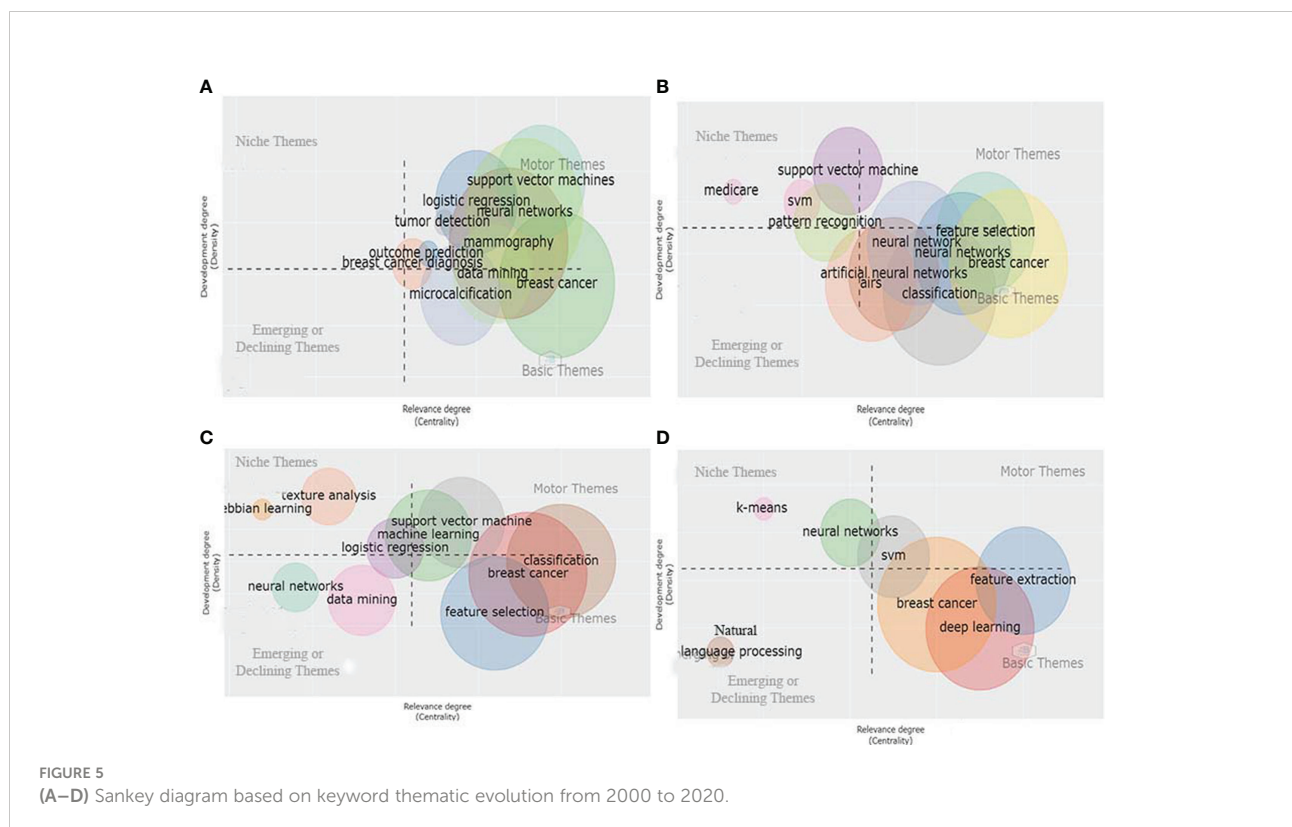 A
Niche Themes
Motor Themes
support vector machines
logistic regression
neural networks
tumor detection
mammography
outcome prediction
breast cancer diagnosis
data mining
breast cancer
microcalcification
Emerging or
Declining Themes
Basic Themes
Development degree
(Density)
Relevance degree
(Centrality)
B
Niche Themes
Motor Themes
support vector machine
medicare
svm
pattern recognition
feature selection
neural network
neural networks
breast cancer
artificial neural networks
airs
classification
Basic Themes
Emerging or
Declining Themes
Development degree
(Density)
Relevance degree
(Centrality)
C
Niche Themes
texture analysis
ebbian learning
Motor Themes
support vector machine
machine learning
logistic regression
classification
breast cancer
neural networks
data mining
feature selection
Basic Themes
Emerging or
Declining Themes
Development degree
(Density)
Relevance degree
(Centrality)
D
Niche Themes
Motor Themes
k-means
neural networks
svm
feature extraction
breast cancer
deep learning
Natural
language processing
Basic Themes
Emerging or
Declining Themes
Development degree
(Density)
Relevance degree
(Centrality)
FIGURE 5
(A–D) Sankey diagram based on keyword thematic evolution from 2000 to 2020.